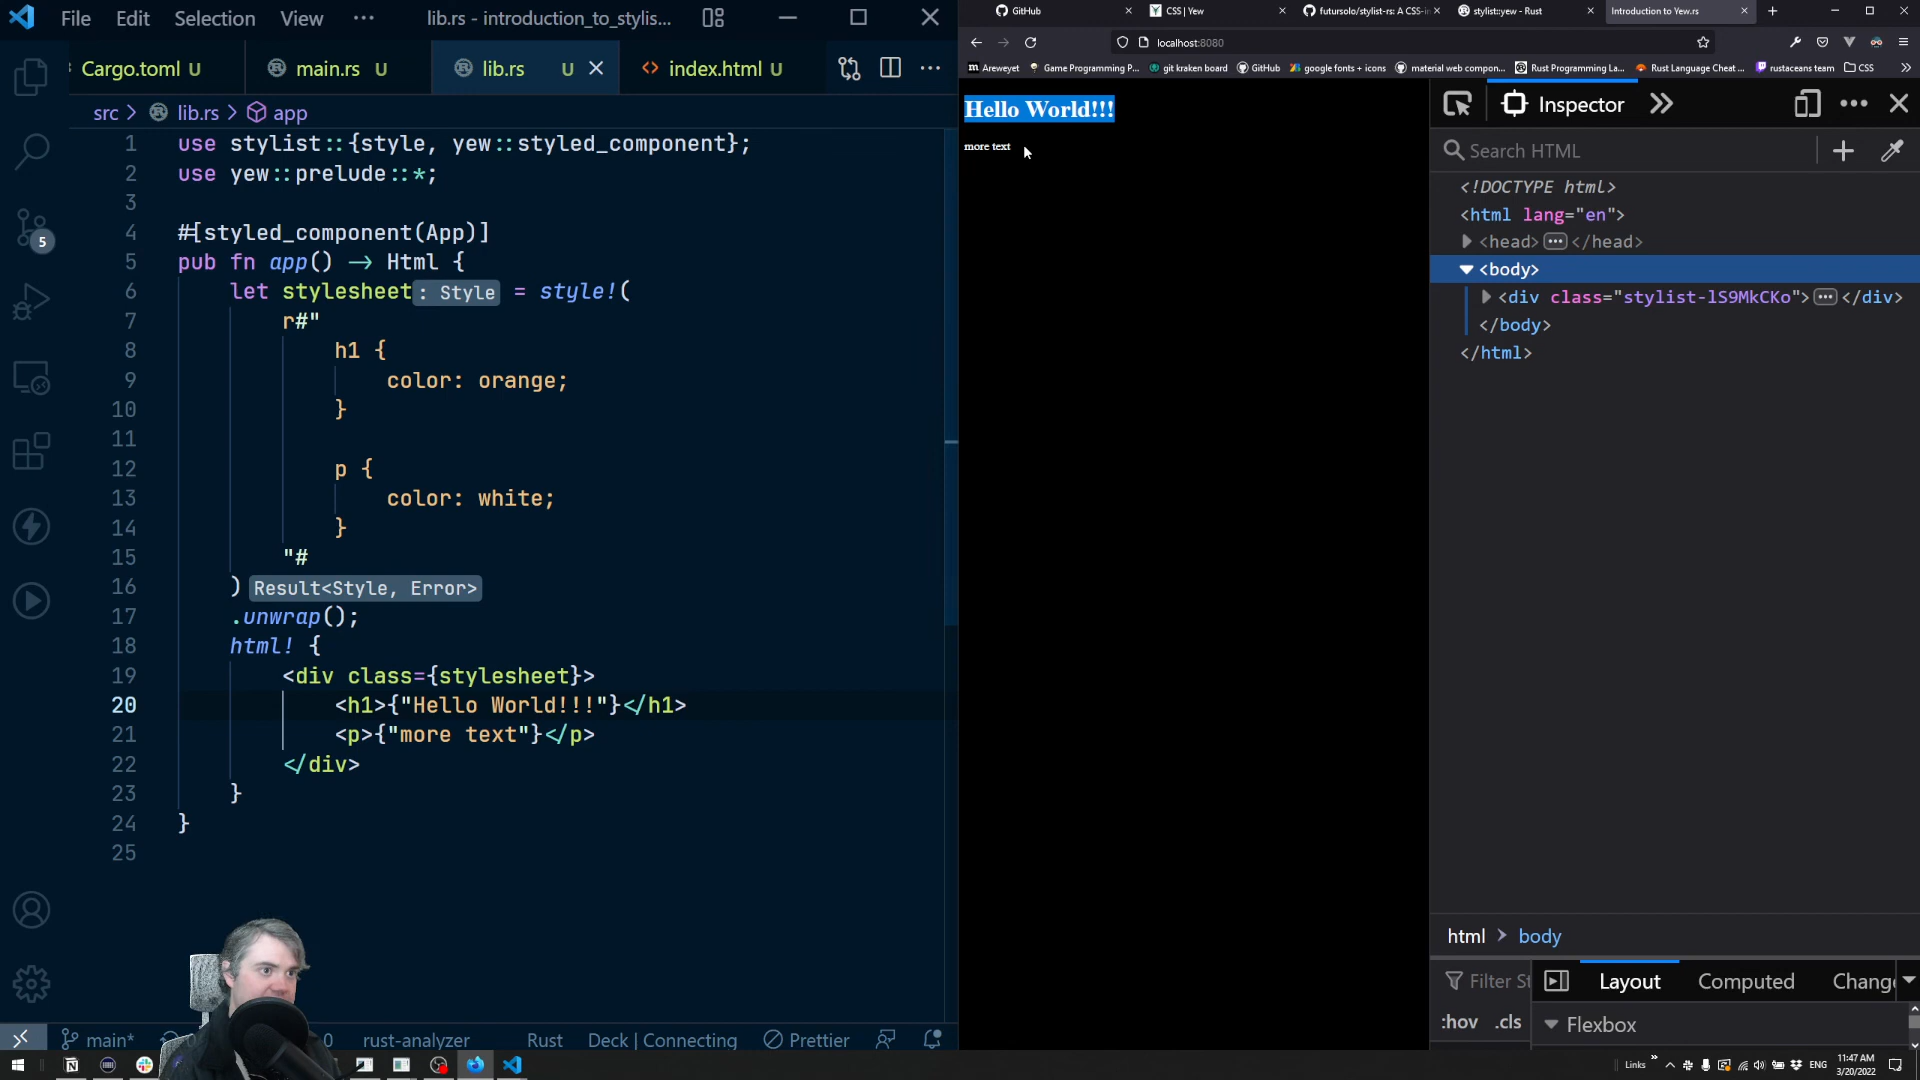 File Edit Selection View ··· lib.rs - introduction_to_stylis...
Cargo.toml U main.rs U lib.rs U index.html U
src > lib.rs > app
1 use stylist::{style, yew::styled_component};
2 use yew::prelude::*;
3
4 #[styled_component(App)]
5 pub fn app() -> Html {
6 let stylesheet: Style = style!(
7 r#"
8 h1 {
9 color: orange;
10 }
11
12 p {
13 color: white;
14 }
15 "#
16 ) Result<Style, Error>
17 .unwrap();
18 html! {
19 <div class={stylesheet}>
20 <h1>{"Hello World!!!"}</h1>
21 <p>{"more text"}</p>
22 </div>
23 }
24 }
25
5
main* 0 rust-analyzer Rust Deck | Connecting Prettier
GitHub CSS | Yew futursolo/stylist-rs: A CSS-in stylist::yew - Rust Introduction to Yew.rs
localhost:8080
Areweyet Game Programming P... git kraken board GitHub google fonts + icons material web compon... Rust Programming La... Rust Language Cheat ... rustaceans team CSS
Hello World!!!
more text
Inspector
Search HTML
<!DOCTYPE html>
<html lang="en">
<head> ··· </head>
<body>
<div class="stylist-lS9MkCKo"> ··· </div>
</body>
</html>
html > body
Filter St Layout Computed Chang
:hov .cls Flexbox
Links ENG 11:47 AM
3/20/2022